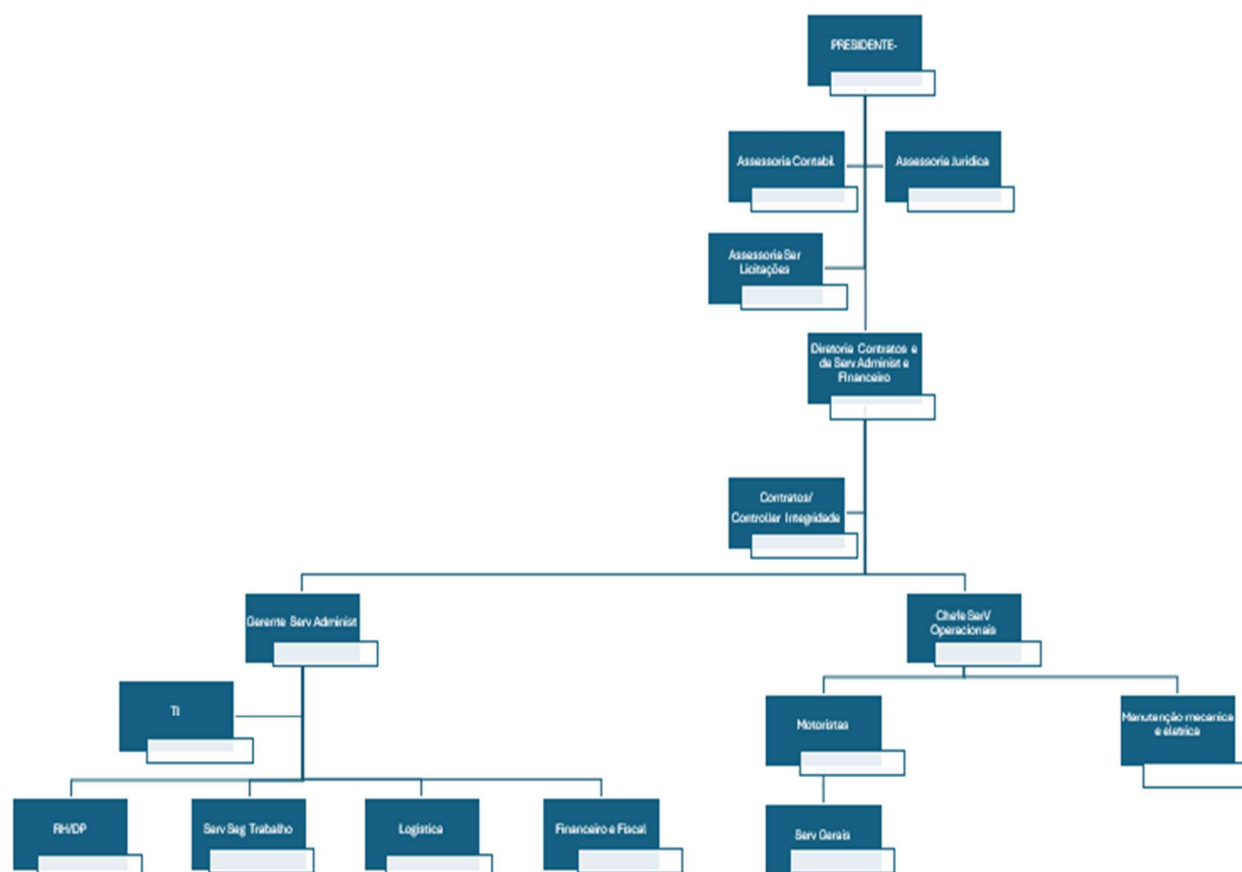 PRESIDENTE-
Assessoria Contabil
Assessoria Juridica
Assessoria Ser
Licitações
Diretoria Contratos e
de Serv Administ e
Financeiro
Contratos/
Controller Integridade
Gerente Serv Administ
Chefe SerV
Operacionais
TI
Motoristas
Manutenção mecanica
e eletrica
RH/DP
Serv Seg Trabalho
Logistica
Financeiro e Fiscal
Serv Gerais